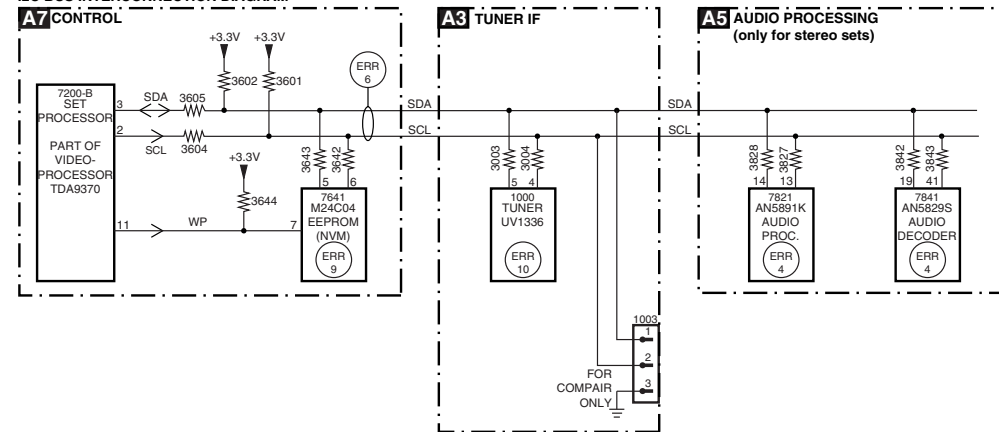 A7 CONTROL
A3 TUNER IF
A5 AUDIO PROCESSING
(only for stereo sets)
+3.3V
+3.3V
3602
3601
ERR
6
7200-B
SET
PROCESSOR
PART OF
VIDEO-
PROCESSOR
TDA9370
3
SDA
3605
2
SCL
3604
+3.3V
3644
11
WP
7
3643
3642
5
6
7641
M24C04
EEPROM
(NVM)
ERR
9
SDA
SCL
3003
3004
5
4
1000
TUNER
UV1336
ERR
10
SDA
SCL
3828
3827
14
13
7821
AN5891K
AUDIO
PROC.
ERR
4
3842
3843
19
41
7841
AN5829S
AUDIO
DECODER
ERR
4
1003
1
2
3
FOR
COMPAIR
ONLY